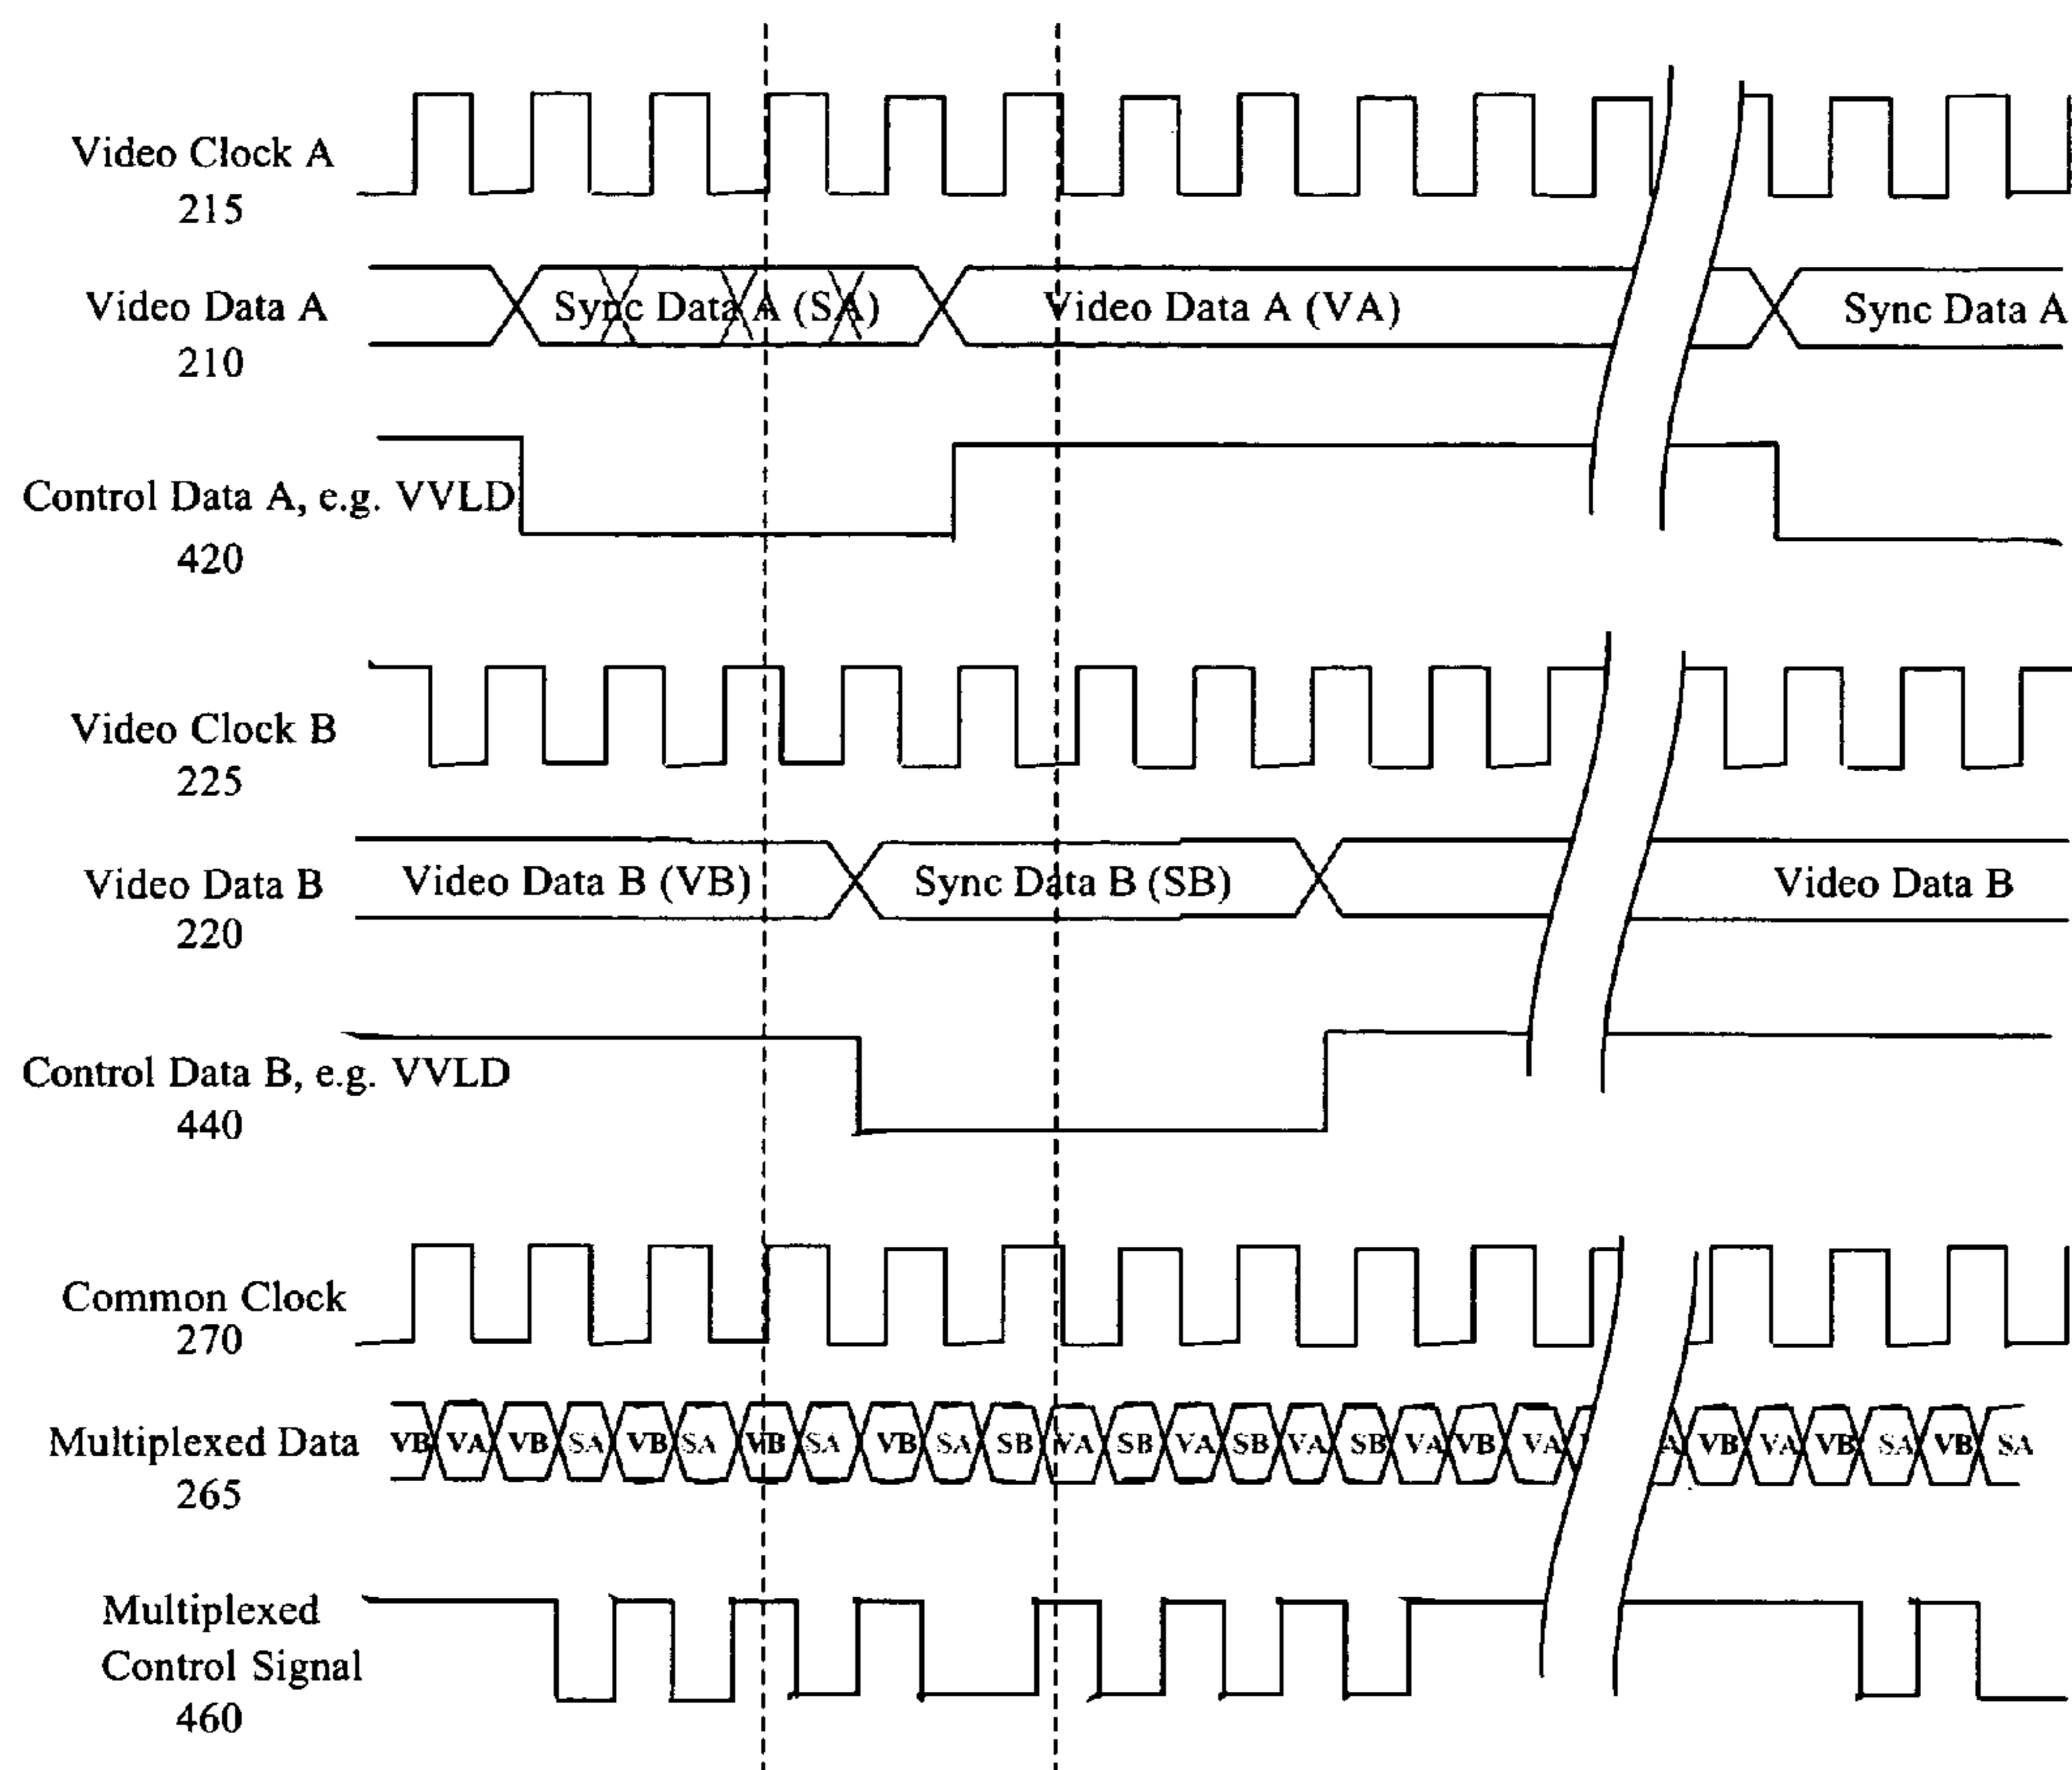 Video Clock A
215
Video Data A
210
Sync Data A (SA)
Video Data A (VA)
Sync Data A
Control Data A, e.g. VVLD
420
Video Clock B
225
Video Data B
220
Video Data B (VB)
Sync Data B (SB)
Video Data B
Control Data B, e.g. VVLD
440
Common Clock
270
Multiplexed Data
265
VB VA VB SA VB SA VB SA VB SA SB VA SB VA SB VA SB VA VB VA A VB VA VB SA VB SA
Multiplexed
Control Signal
460